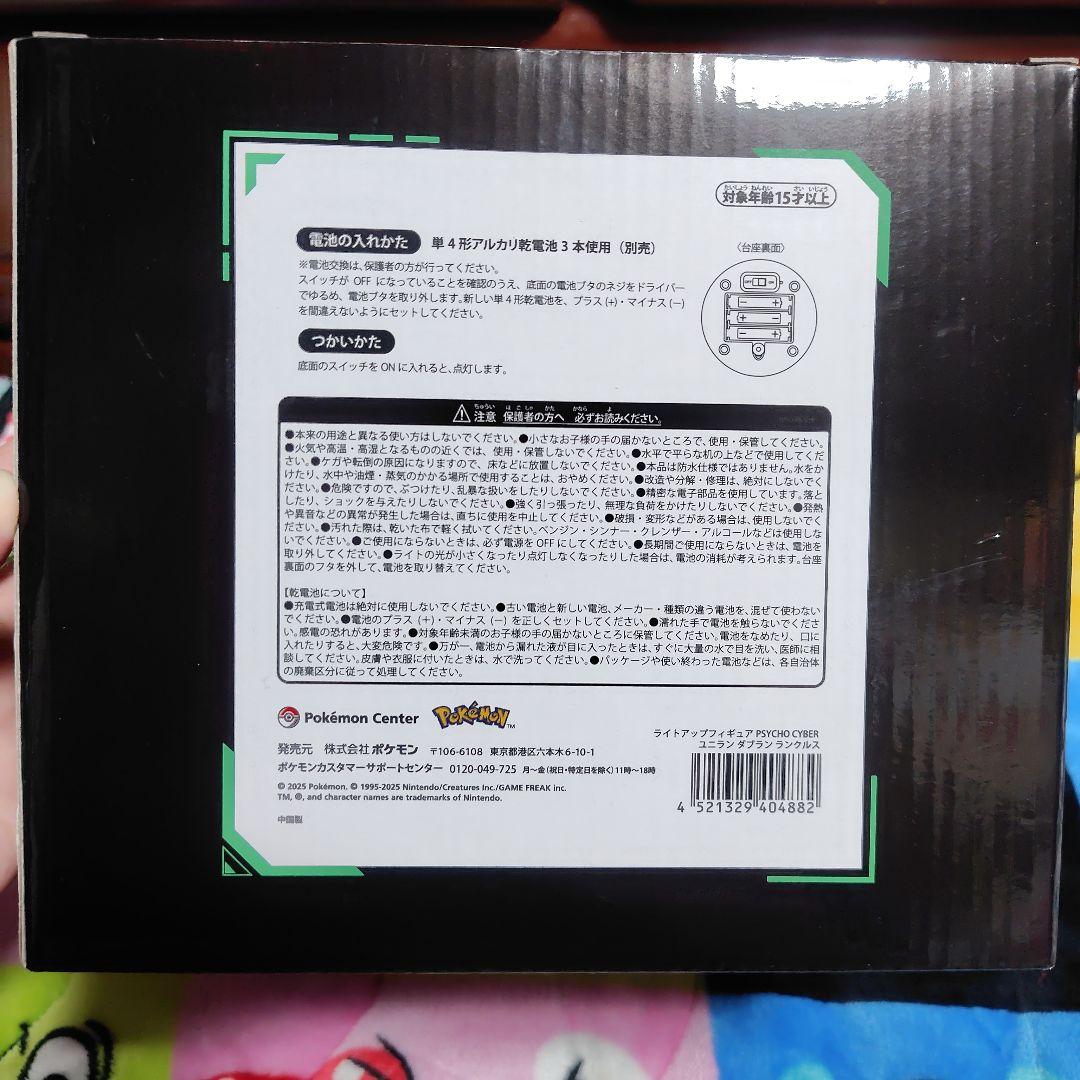 対象年齢15才以上
たいしょう ねんれい さい いじょう
電池の入れかた 単4形アルカリ乾電池3本使用(別売)
〈台座裏面〉
※電池交換は、保護者の方が行ってください。
スイッチが OFF になっていることを確認のうえ、底面の電池ブタのネジをドライバー
でゆるめ、電池ブタを取り外します。新しい単4形乾電池を、プラス(+)・マイナス(−)
を間違えないようにセットしてください。
OFF ON
つかいかた
底面のスイッチをONに入れると、点灯します。
ちゅうい ほごしゃ かた かなら よ
注意 保護者の方へ 必ずお読みください。
●本来の用途と異なる使い方はしないでください。●小さなお子様の手の届かないところで、使用・保管してください。
●火気や高温・高湿となるものの近くでは、使用・保管しないでください。●水平で平らな机の上などで使用してくだ
さい。●ケガや転倒の原因になりますので、床などに放置しないでください。●本品は防水仕様ではありません。水をか
けたり、水中や油煙・蒸気のかかる場所で使用することは、おやめください。●改造や分解・修理は、絶対にしないでく
ださい。●危険ですので、ぶつけたり、乱暴な扱いをしたりしないでください。●精密な電子部品を使用しています。落と
したり、ショックを与えたりしないでください。●強く引っ張ったり、無理な負荷をかけたりしないでください。●発熱
や異音などの異常が発生した場合は、直ちに使用を中止してください。●破損・変形などがある場合は、使用しないでく
ださい。●汚れた際は、乾いた布で軽く拭いてください。ベンジン・シンナー・クレンザー・アルコールなどは使用しな
いでください。●ご使用にならないときは、必ず電源をOFFにしてください。●長期間ご使用にならないときは、電池を
取り外してください。●ライトの光が小さくなったり点灯しなくなったりした場合は、電池の消耗が考えられます。台座
裏面のフタを外して、電池を取り替えてください。
【乾電池について】
●充電式電池は絶対に使用しないでください。●古い電池と新しい電池、メーカー・種類の違う電池を、混ぜて使わない
でください。●電池のプラス(+)・マイナス(−)を正しくセットしてください。●濡れた手で電池を触らないでくださ
い。感電の恐れがあります。●対象年齢未満のお子様の手の届かないところに保管してください。電池をなめたり、口に
入れたりすると、大変危険です。●万が一、電池から漏れた液が目に入ったときは、すぐに大量の水で目を洗い、医師に相
談してください。皮膚や衣服に付いたときは、水で洗ってください。●パッケージや使い終わった電池などは、各自治体
の廃棄区分に従って処理してください。
Pokémon Center POKéMON TM
発売元 株式会社ポケモン 〒106-6108 東京都港区六本木6-10-1
ポケモンカスタマーサポートセンター 0120-049-725 月〜金(祝日・特定日を除く)11時〜18時
© 2025 Pokémon. © 1995-2025 Nintendo/Creatures Inc./GAME FREAK inc.
TM, ®, and character names are trademarks of Nintendo.
中国製
ライトアップフィギュア PSYCHO CYBER
ユニラン ダブラン ランクルス
4 521329 404882